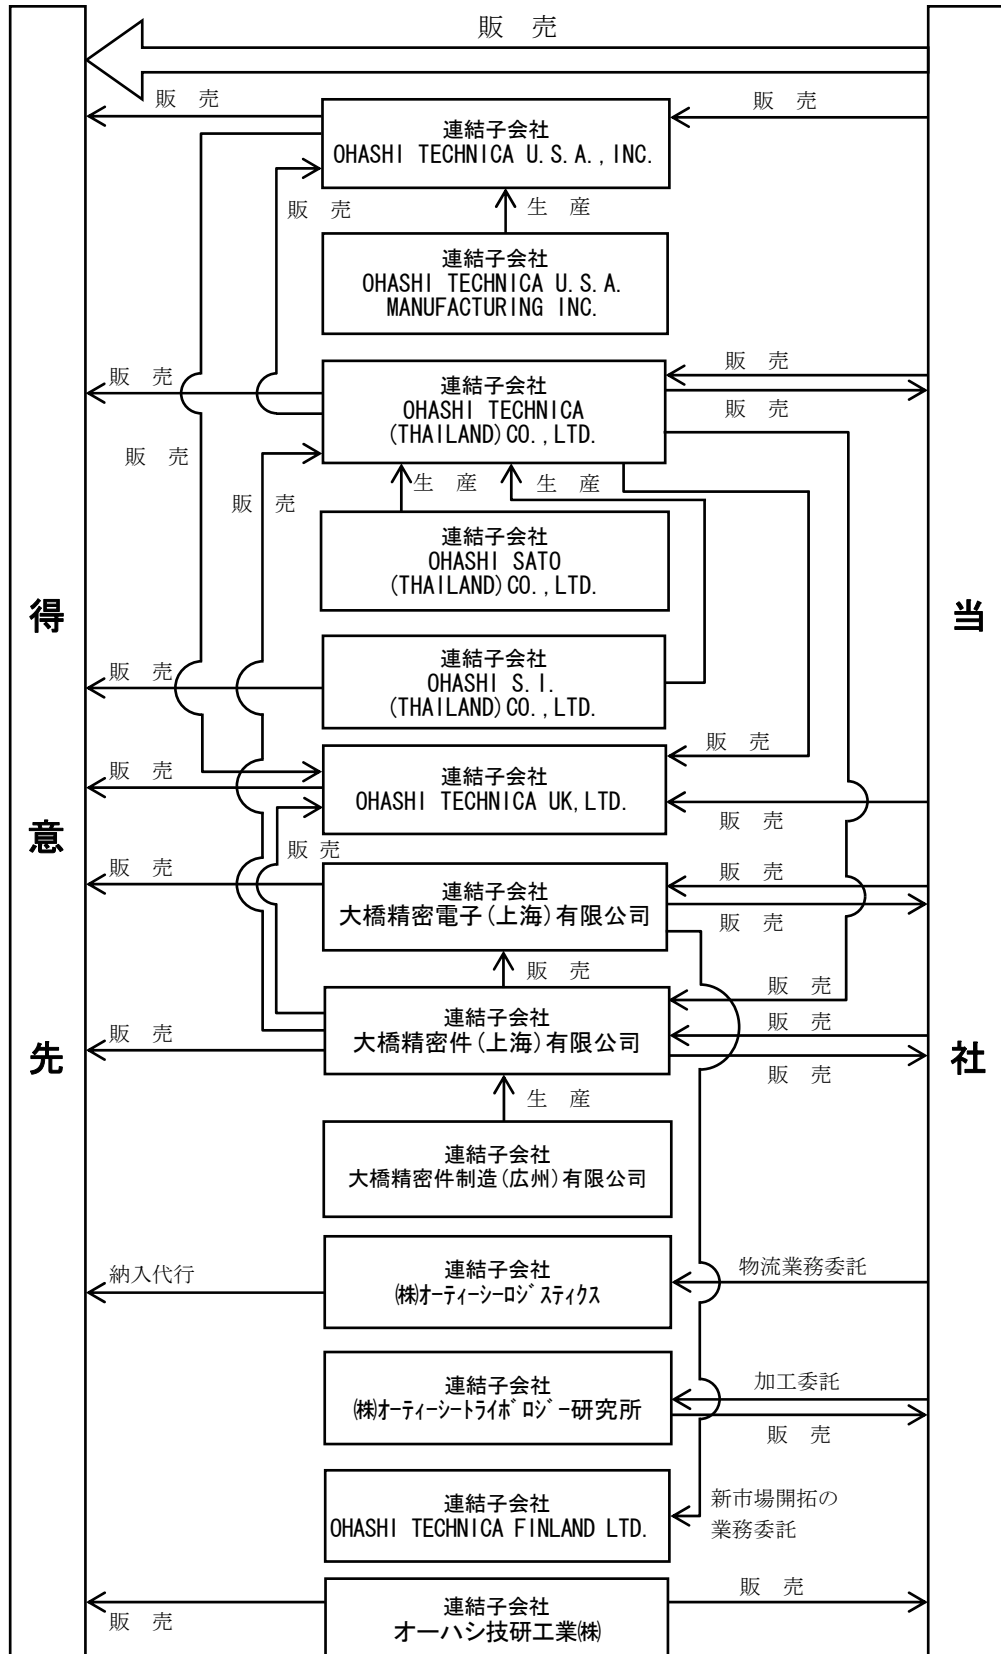 販 売
販 売
販 売
連結子会社
OHASHI TECHNICA U.S.A.,INC.
販 売
生 産
連結子会社
OHASHI TECHNICA U.S.A.
MANUFACTURING INC.
販 売
販 売
連結子会社
OHASHI TECHNICA
(THAILAND)CO.,LTD.
販 売
販 売
販 売
生 産
生 産
連結子会社
OHASHI SATO
(THAILAND)CO.,LTD.
得意先
当社
販 売
連結子会社
OHASHI S.I.
(THAILAND)CO.,LTD.
販 売
販 売
連結子会社
OHASHI TECHNICA UK,LTD.
販 売
販 売
販 売
販 売
連結子会社
大橋精密電子(上海)有限公司
販 売
販 売
販 売
連結子会社
大橋精密件(上海)有限公司
販 売
販 売
販 売
生 産
連結子会社
大橋精密件制造(広州)有限公司
納入代行
連結子会社
㈱オーティーシーロジスティクス
物流業務委託
連結子会社
㈱オーティーシートライボロジー研究所
加工委託
販 売
連結子会社
OHASHI TECHNICA FINLAND LTD.
新市場開拓の
業務委託
販 売
連結子会社
オーハシ技研工業㈱
販 売